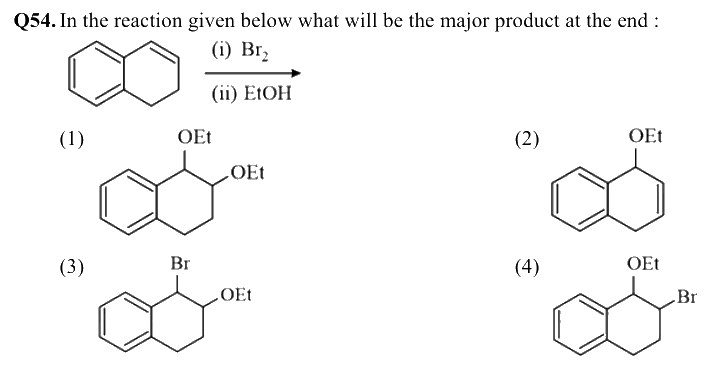 Q54. In the reaction given below what will be the major product at the end :
(i) Br₂
(ii) EtOH
(1)
OEt
OEt
(2)
OEt
(3)
Br
OEt
(4)
OEt
Br